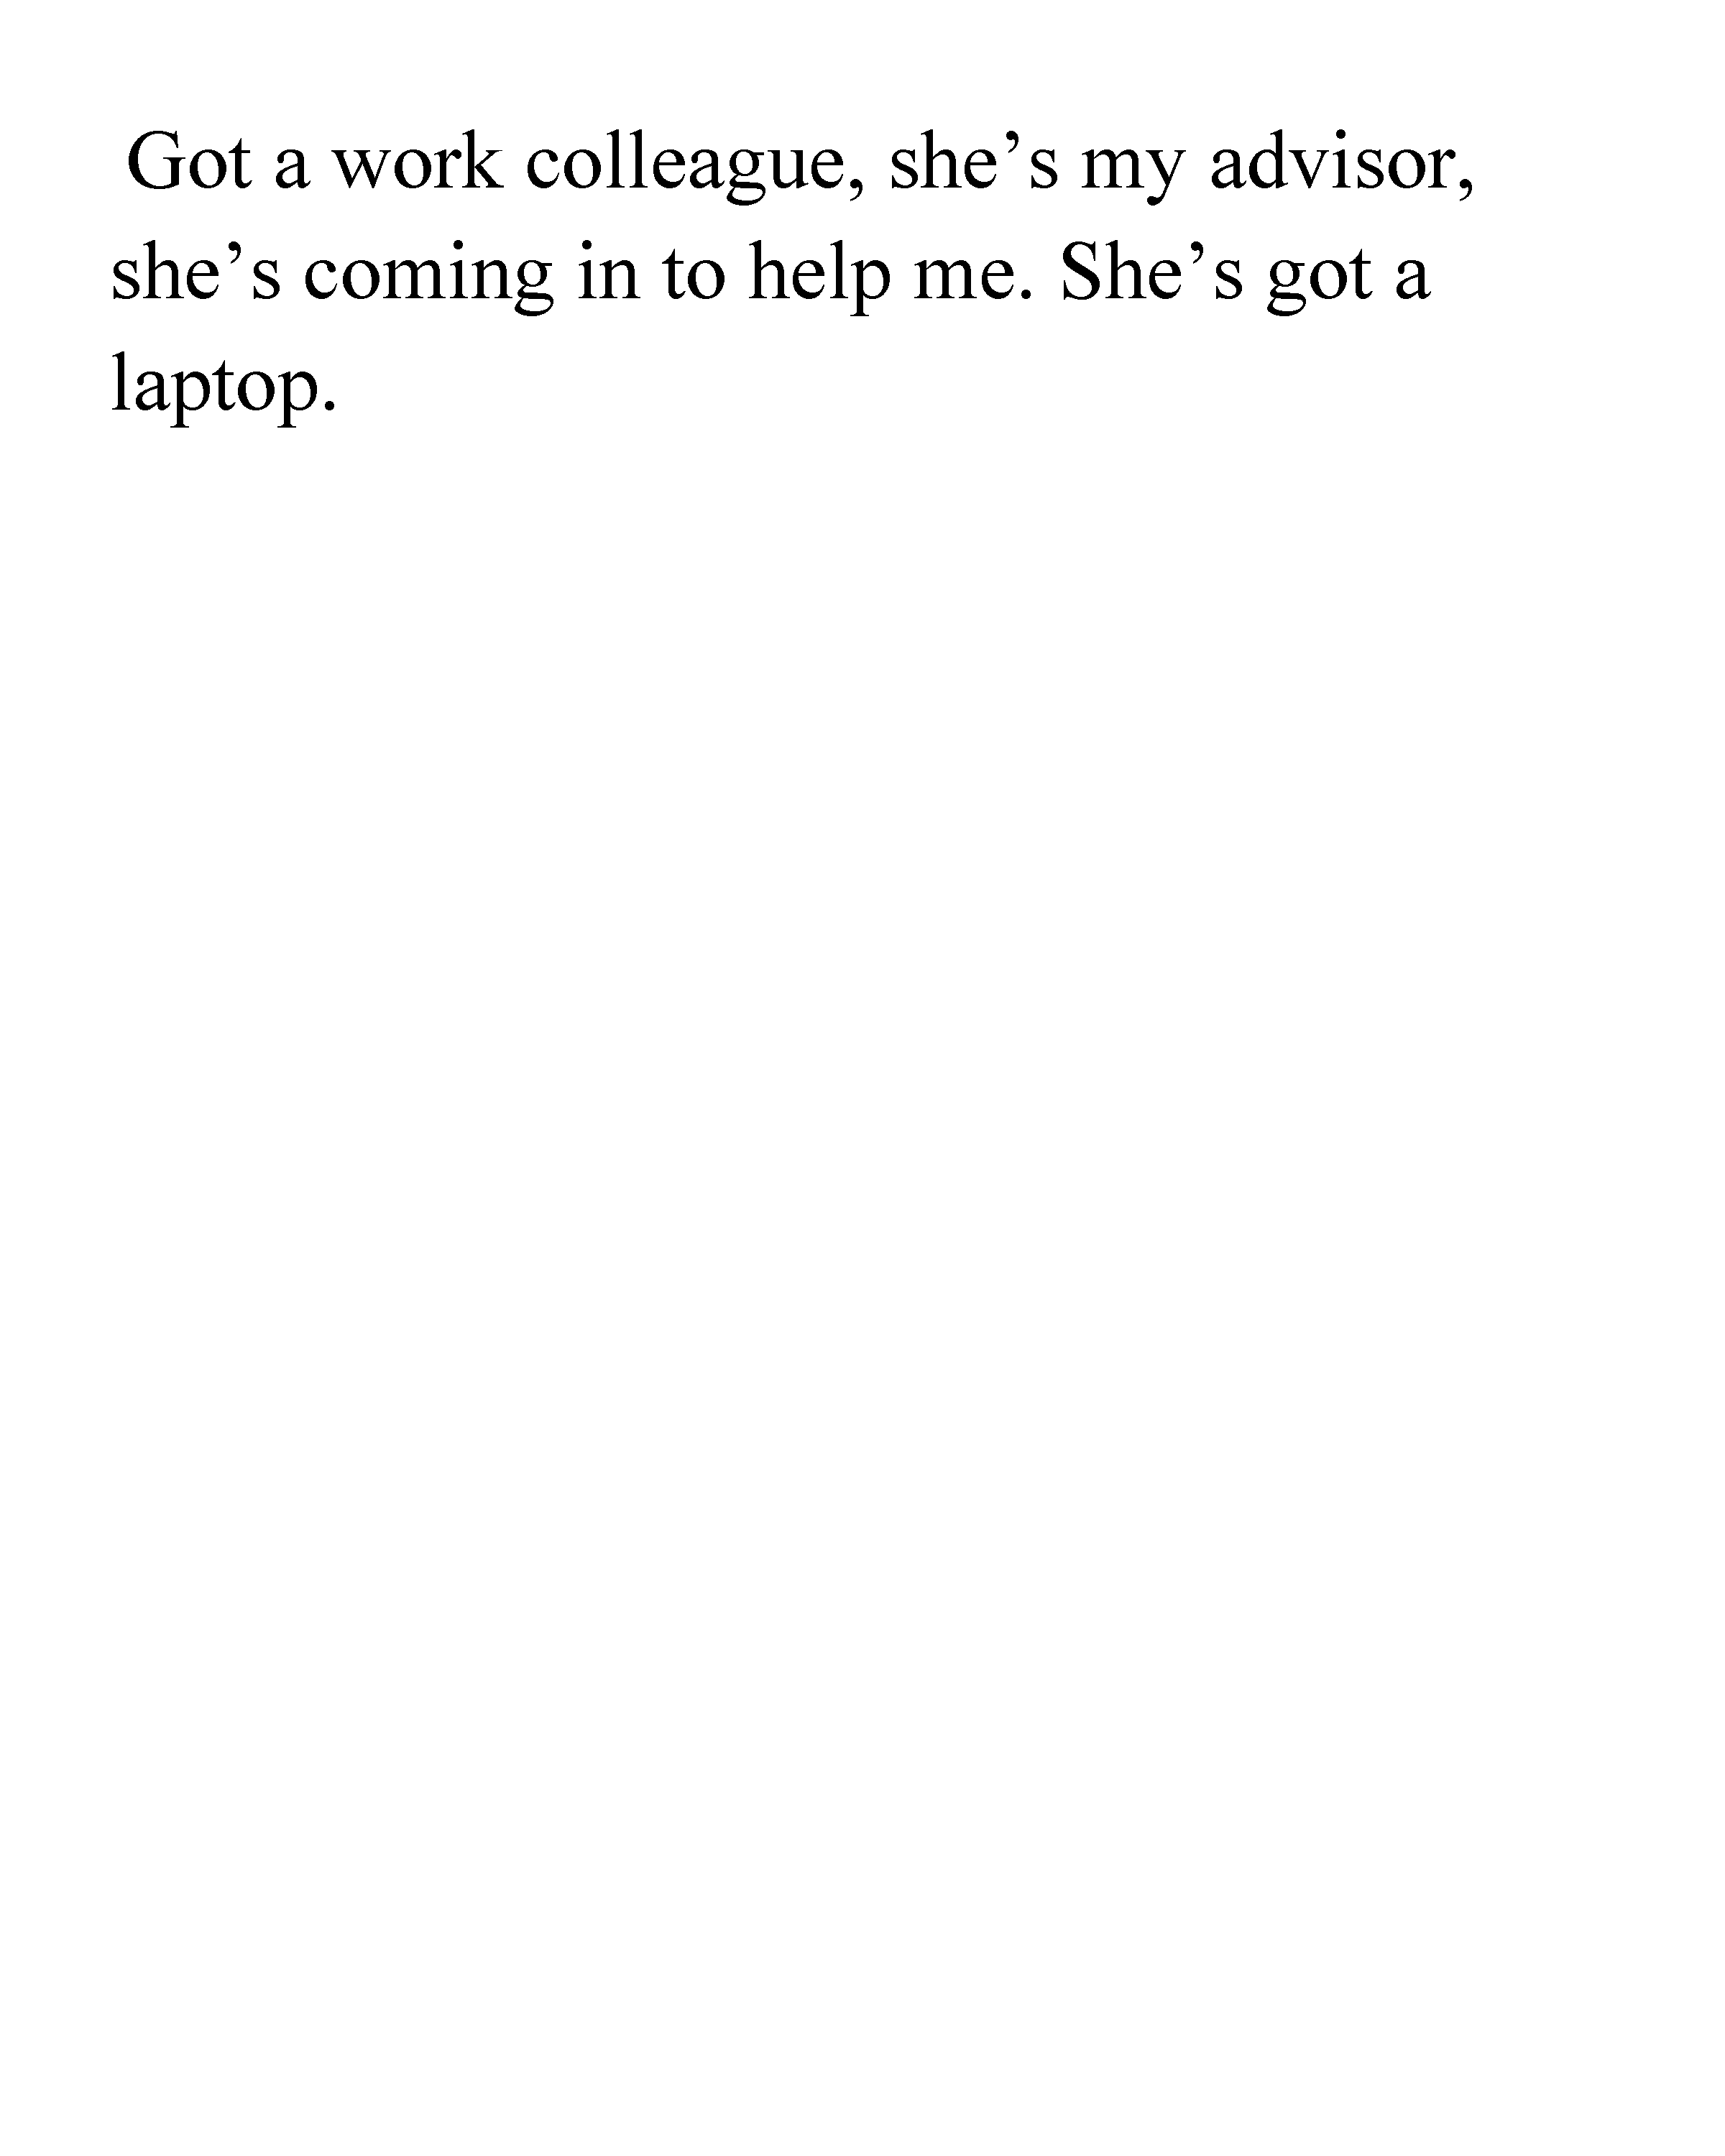 Got a work colleague, she’s my advisor,
she’s coming in to help me. She’s got a
laptop.